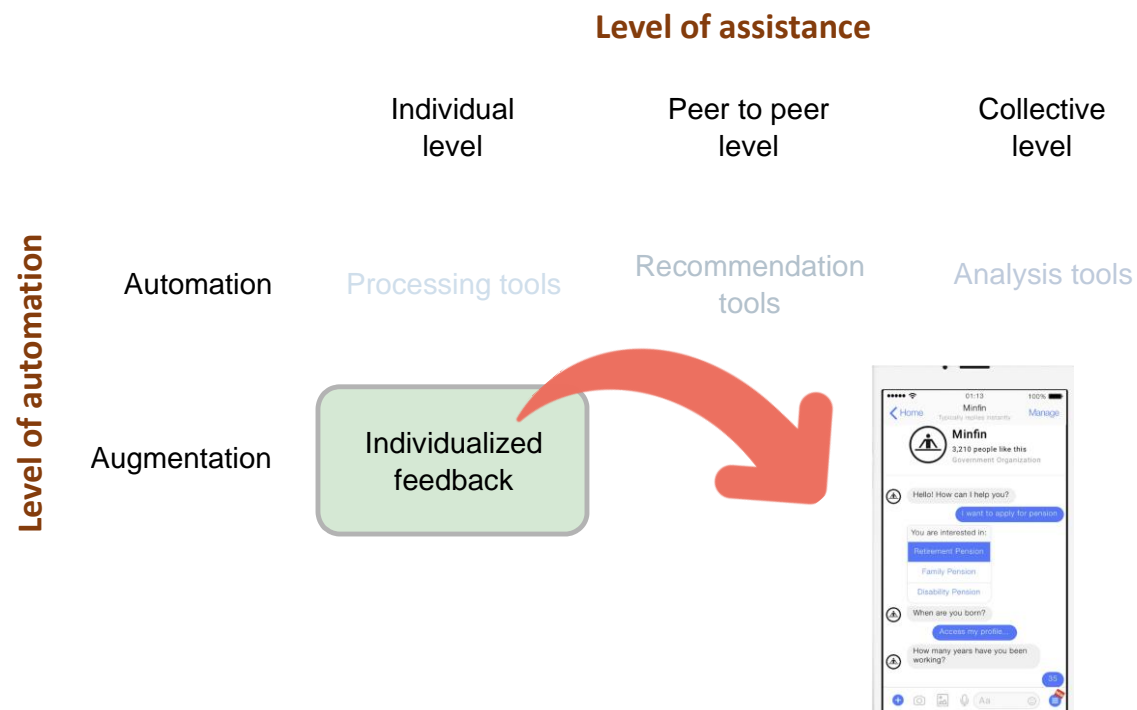 Level of assistance
Individual
level
Peer to peer
level
Collective
level
Level of automation
Automation
Processing tools
Recommendation
tools
Analysis tools
Augmentation
Individualized
feedback
01:13
100%
Home
Minfin
Typically replies instantly
Manage
Minfin
3,210 people like this
Government Organization
Hello! How can I help you?
I want to apply for pension
You are interested in:
Retirement Pension
Family Pension
Disability Pension
When are you born?
Access my profile...
How many years have you been
working?
35
Aa